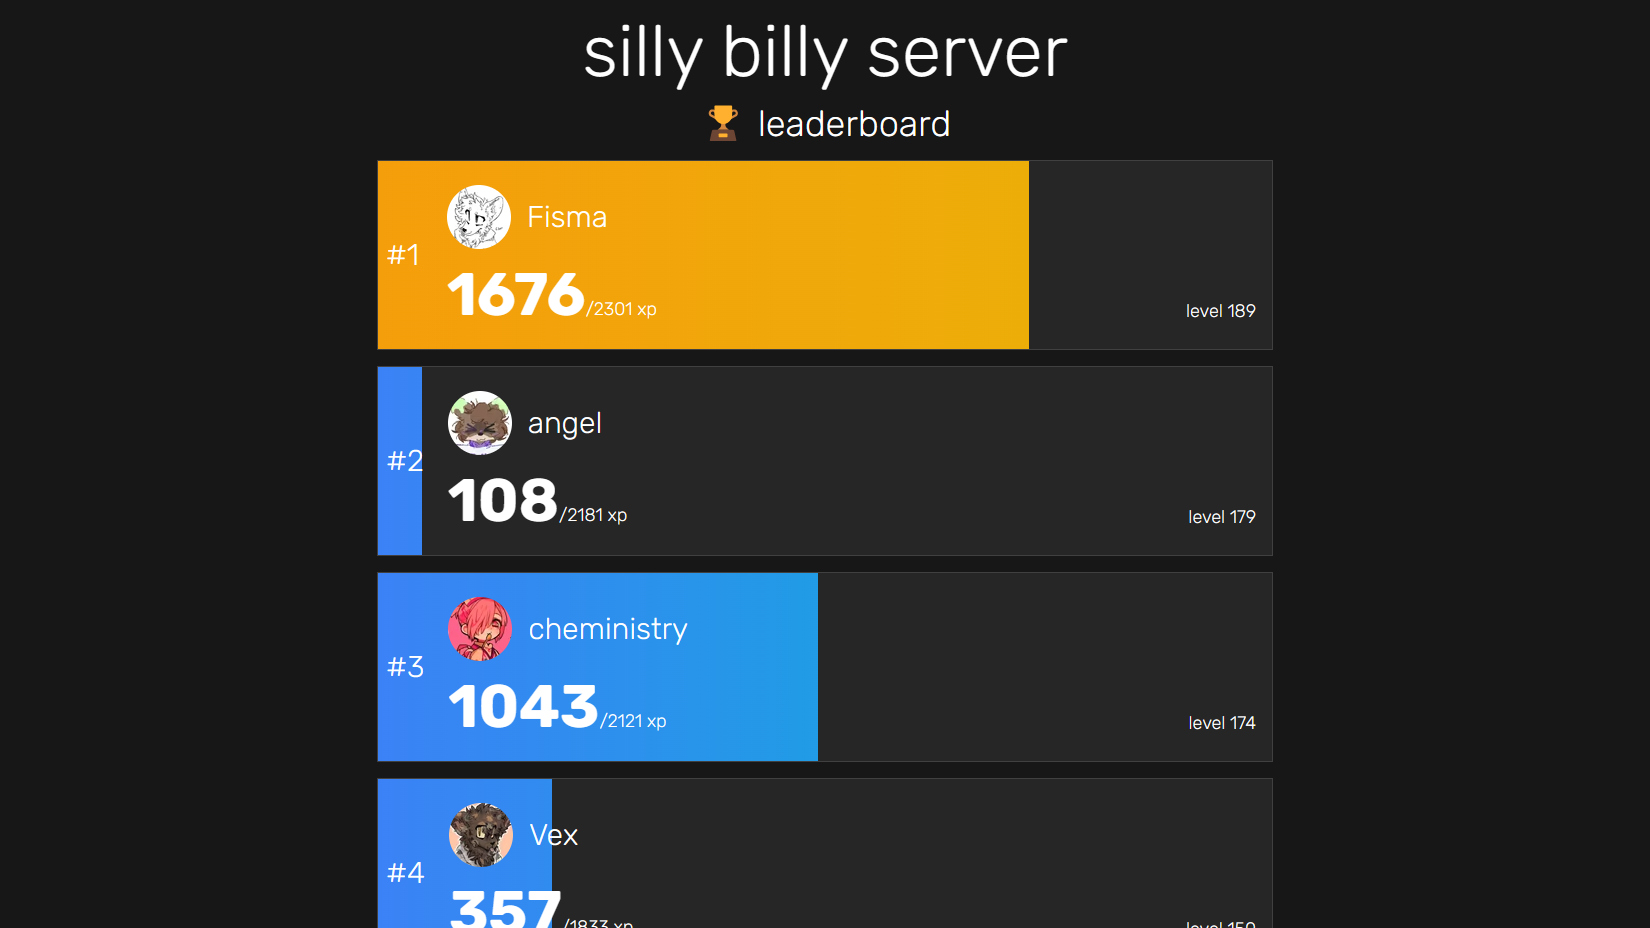 silly billy server
leaderboard
#1
Fisma
1676/2301 xp
level 189
#2
angel
108/2181 xp
level 179
#3
cheministry
1043/2121 xp
level 174
#4
Vex
357/1833 xp
level 150